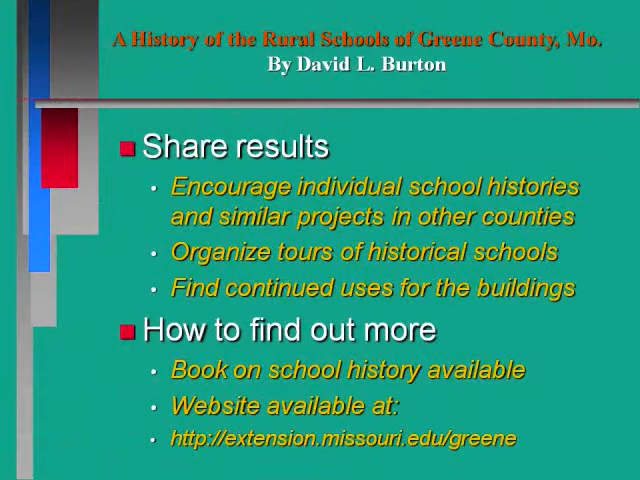 A History of the Rural Schools of Greene County, Mo.
By David L. Burton
Share results
Encourage individual school histories
and similar projects in other counties
Organize tours of historical schools
Find continued uses for the buildings
How to find out more
Book on school history available
Website available at:
http://extension.missouri.edu/greene